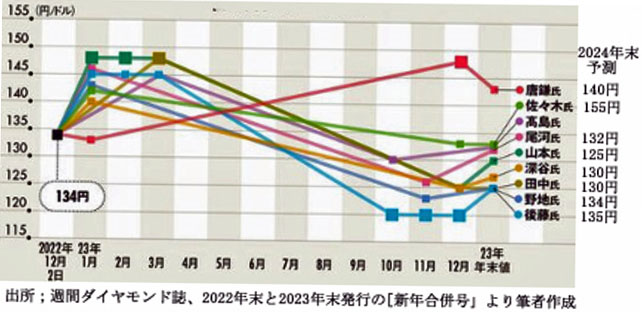 155 (円/ドル)
150
145
140
135
130
125
120
115
134円
2022年 12月 2日
23年 1月
2月
3月
4月
5月
6月
7月
8月
9月
10月
11月
12月
23年 年末値
2024年末
予測
唐鎌氏 140円
佐々木氏 155円
高島氏
尾河氏 132円
山本氏 125円
深谷氏 130円
田中氏 130円
野地氏 134円
後藤氏 135円
出所；週間ダイヤモンド誌、2022年末と2023年末発行の[新年合併号」より筆者作成